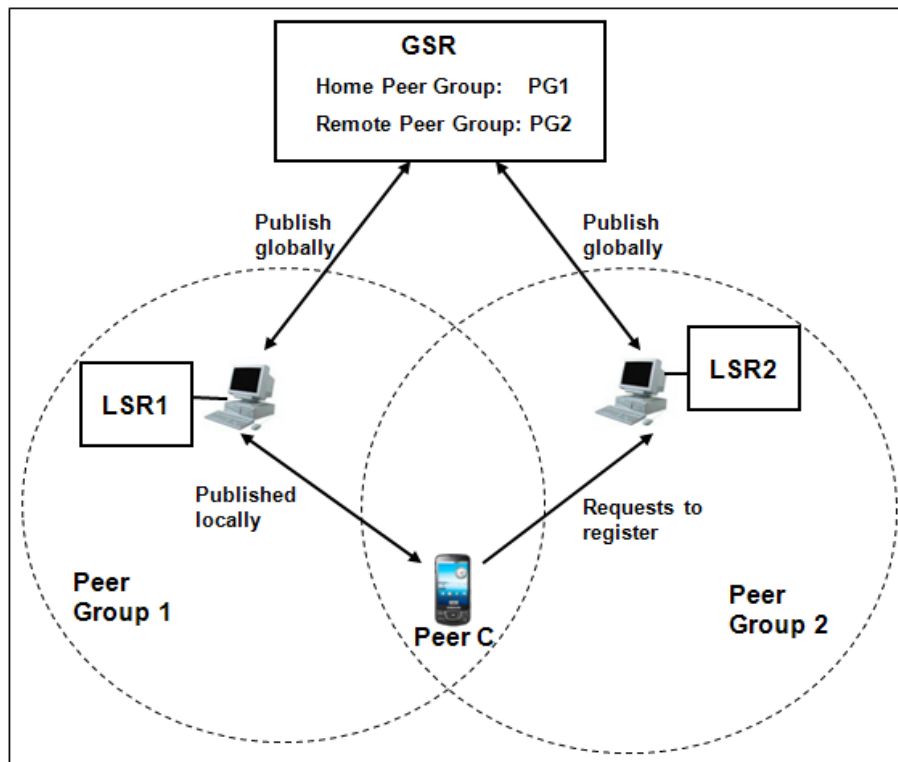 GSR
Home Peer Group: PG1
Remote Peer Group: PG2
Publish
globally
Publish
globally
LSR1
LSR2
Published
locally
Requests to
register
Peer
Group 1
Peer C
Peer
Group 2